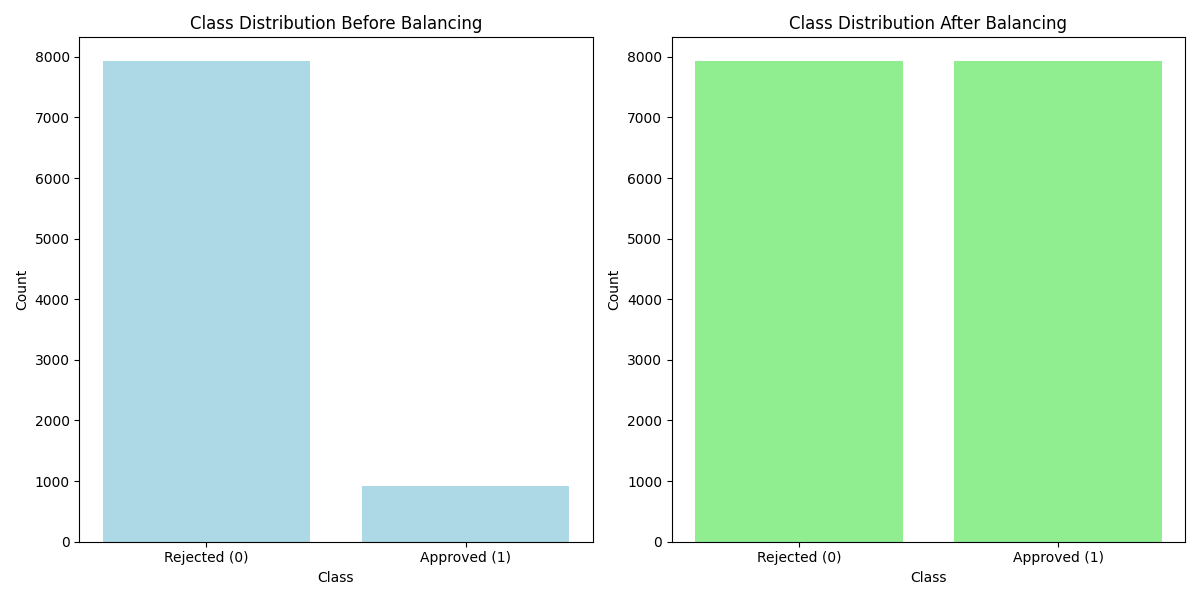 Class Distribution Before Balancing
8000
7000
6000
5000
4000
3000
2000
1000
0
Count
Rejected (0)
Approved (1)
Class
Class Distribution After Balancing
8000
7000
6000
5000
4000
3000
2000
1000
0
Count
Rejected (0)
Approved (1)
Class